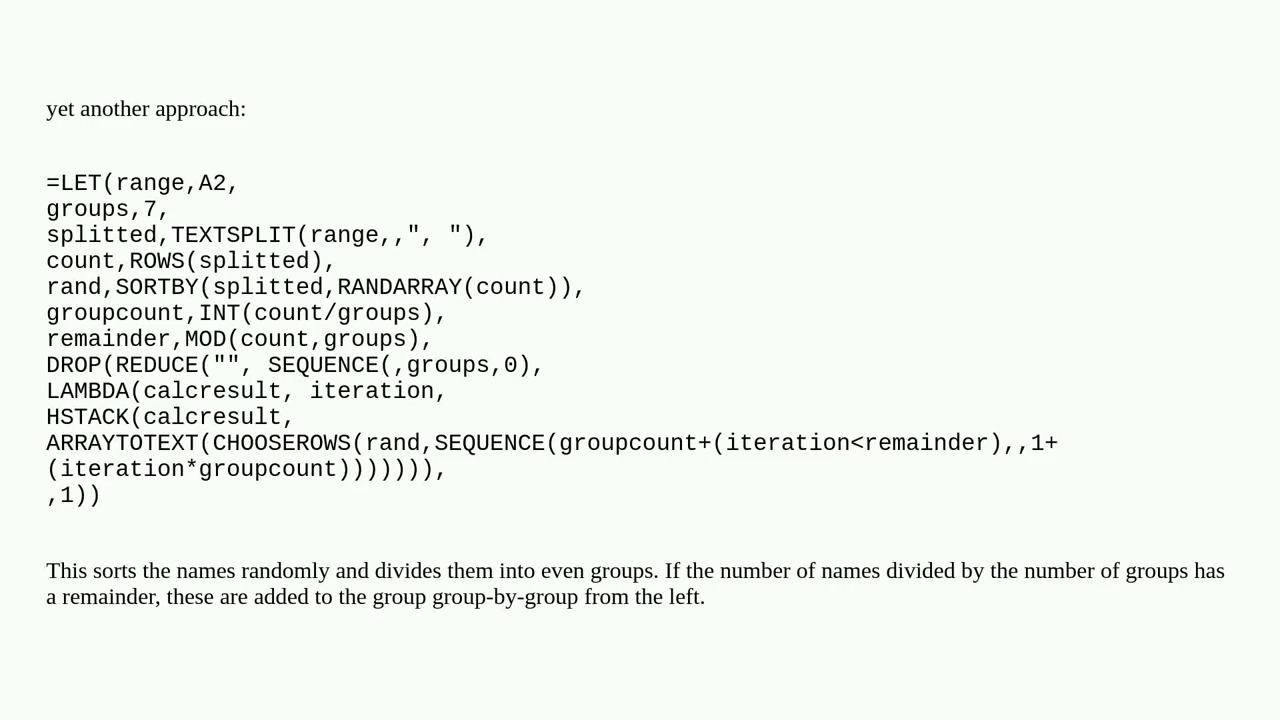 yet another approach:
=LET(range,A2,
groups,7,
splitted,TEXTSPLIT(range,,", "),
count,ROWS(splitted),
rand,SORTBY(splitted,RANDARRAY(count)),
groupcount,INT(count/groups),
remainder,MOD(count,groups),
DROP(REDUCE("", SEQUENCE(,groups,0),
LAMBDA(calcresult, iteration,
HSTACK(calcresult,
ARRAYTOTEXT(CHOOSEROWS(rand,SEQUENCE(groupcount+(iteration<remainder),,1+
(iteration*groupcount))))))),
,1))
This sorts the names randomly and divides them into even groups. If the number of names divided by the number of groups has
a remainder, these are added to the group group-by-group from the left.